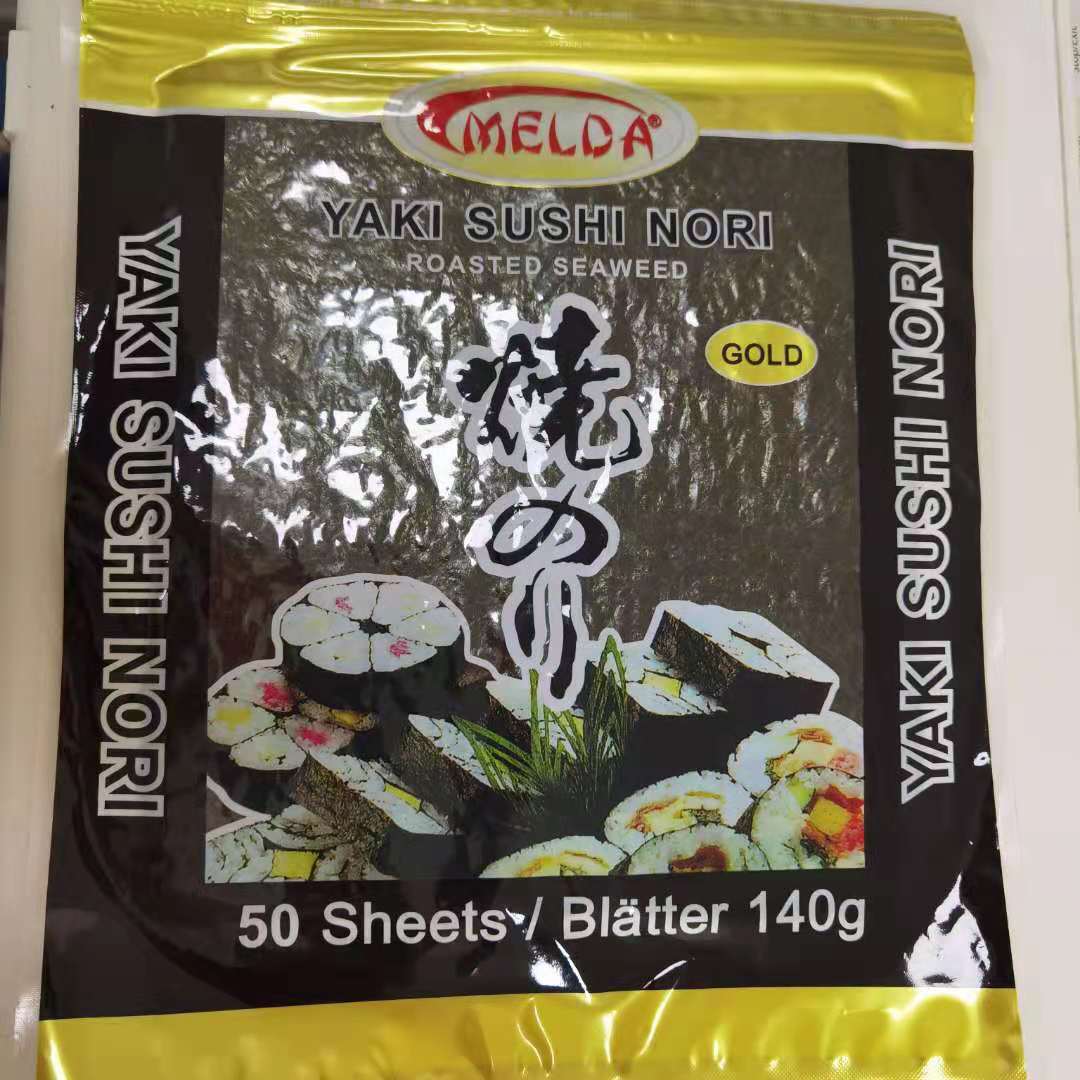 MELDA®
YAKI SUSHI NORI
ROASTED SEAWEED
GOLD
焼のり
YAKI SUSHI NORI
YAKI SUSHI NORI
50 Sheets / Blätter 140g